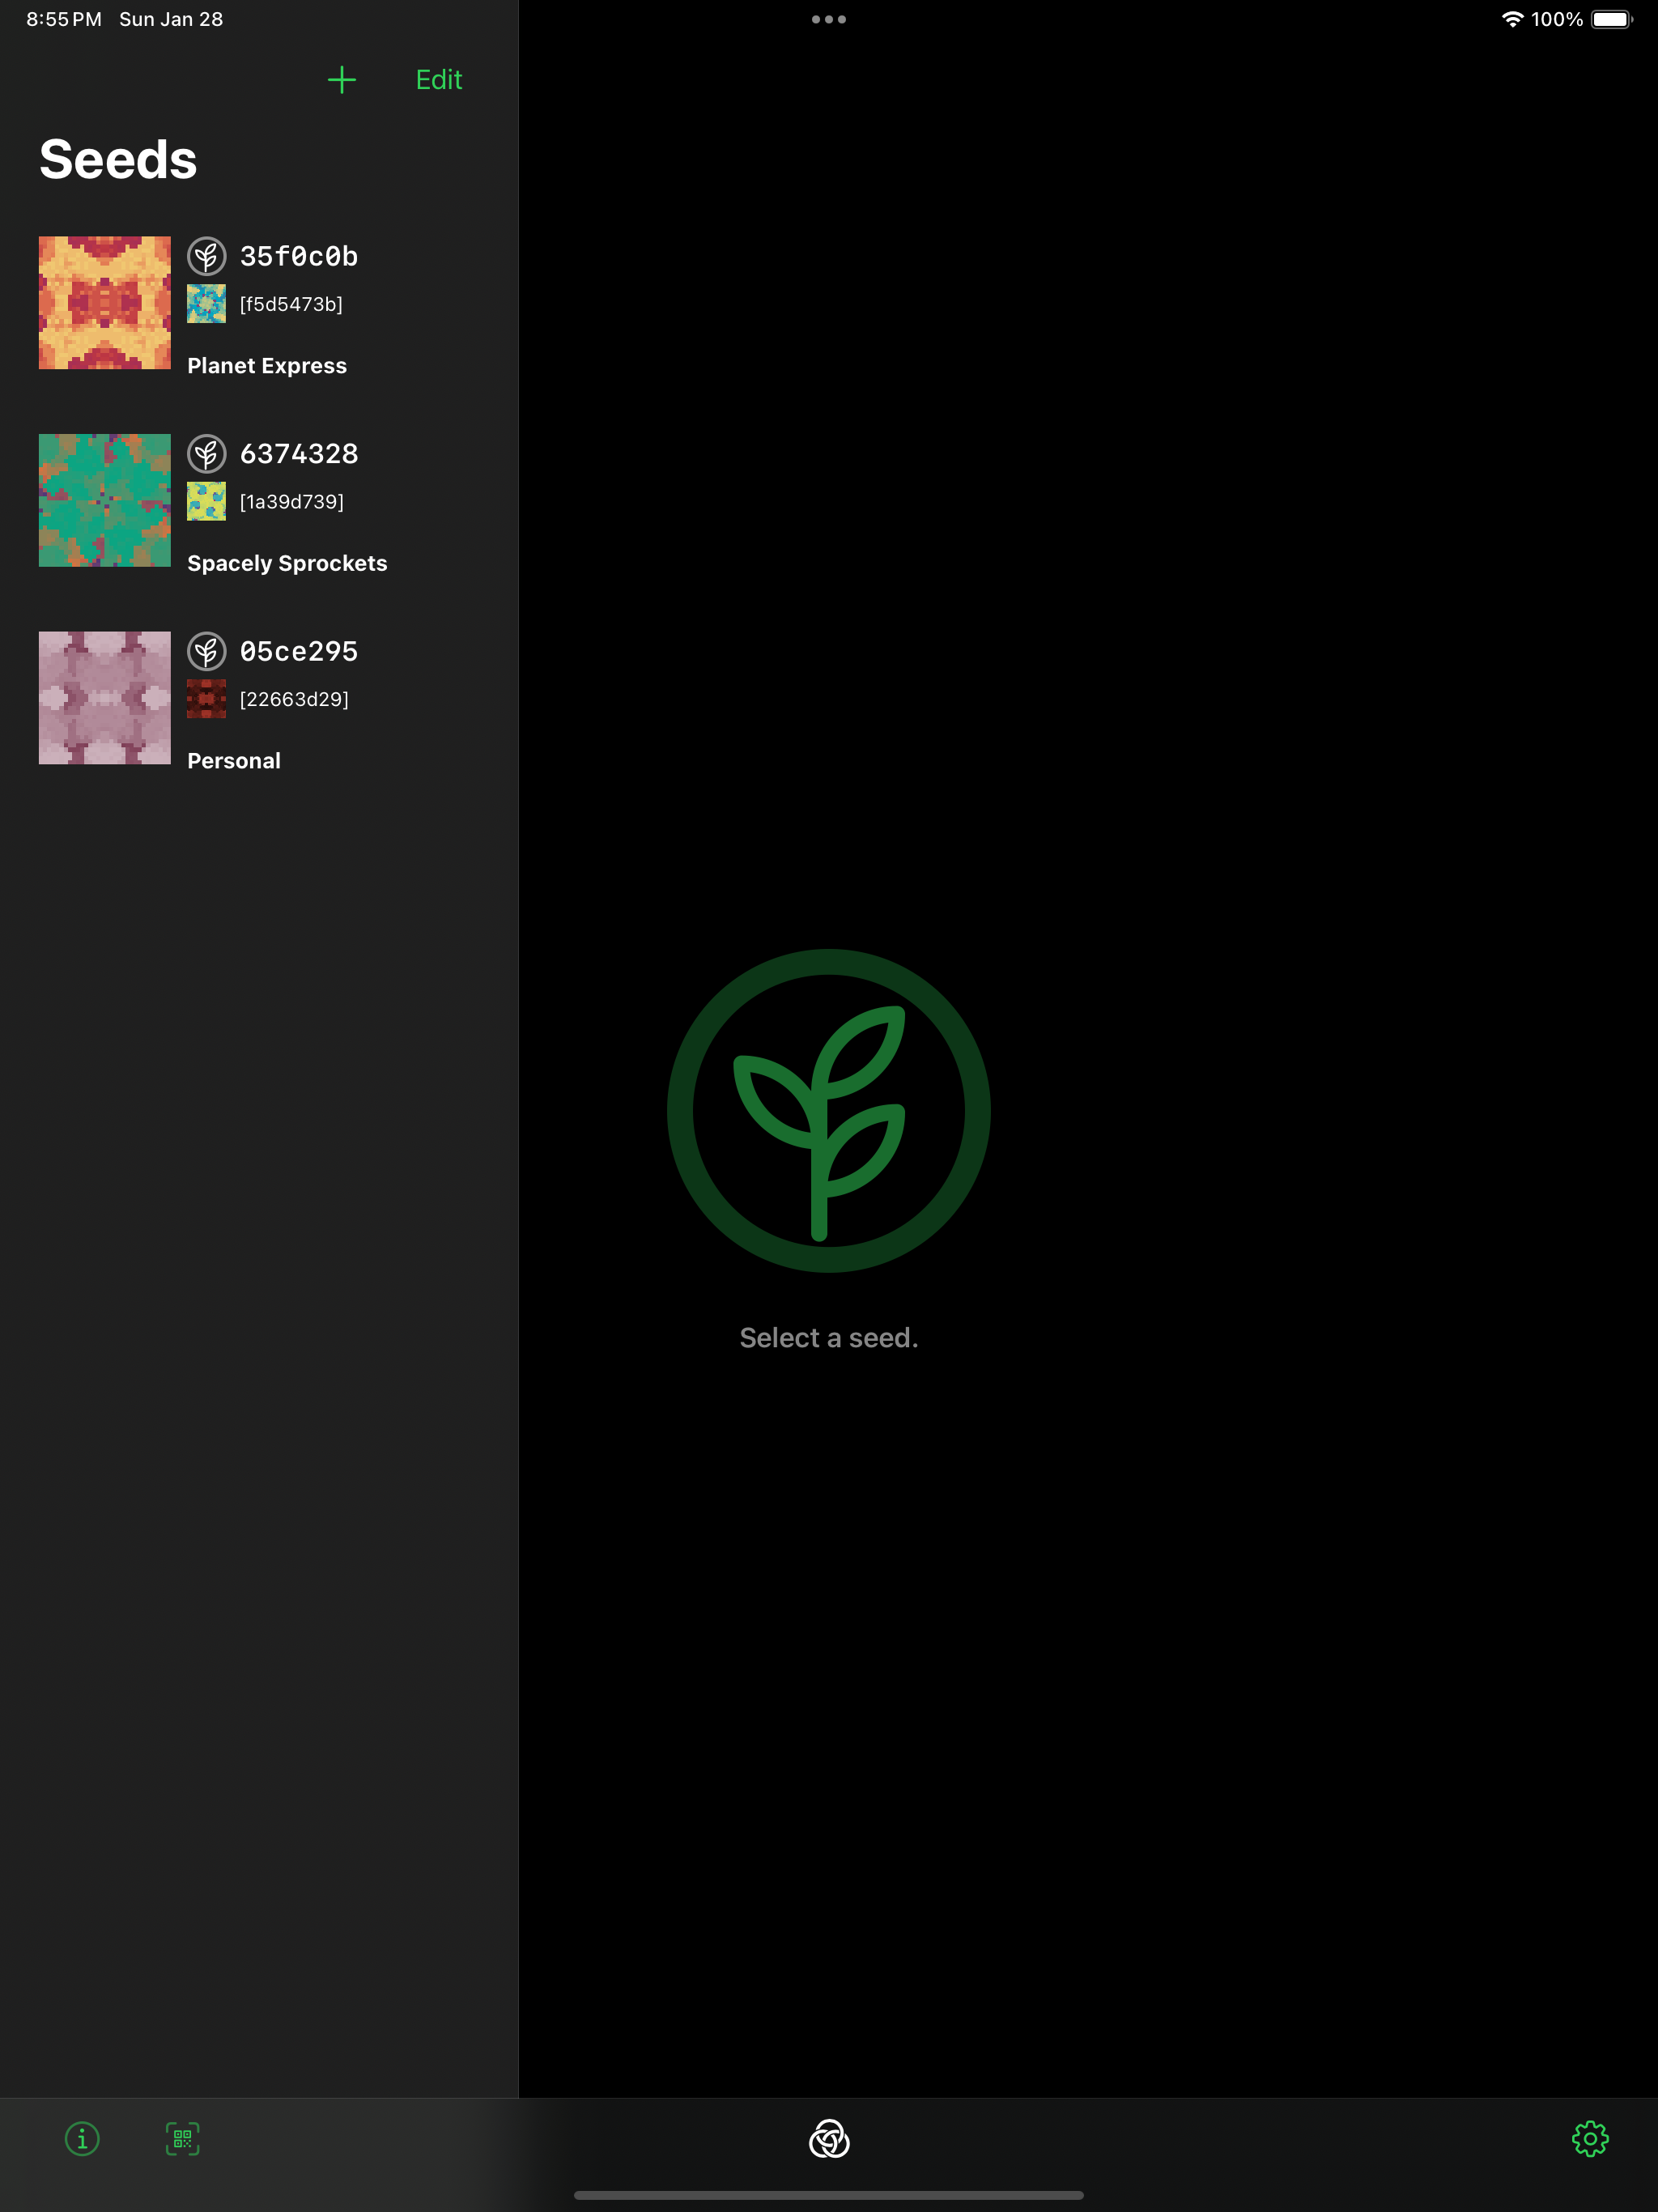 8:55 PM Sun Jan 28
100%
Edit
Seeds
35f0c0b
[f5d5473b]
Planet Express
6374328
[1a39d739]
Spacely Sprockets
05ce295
[22663d29]
Personal
Select a seed.